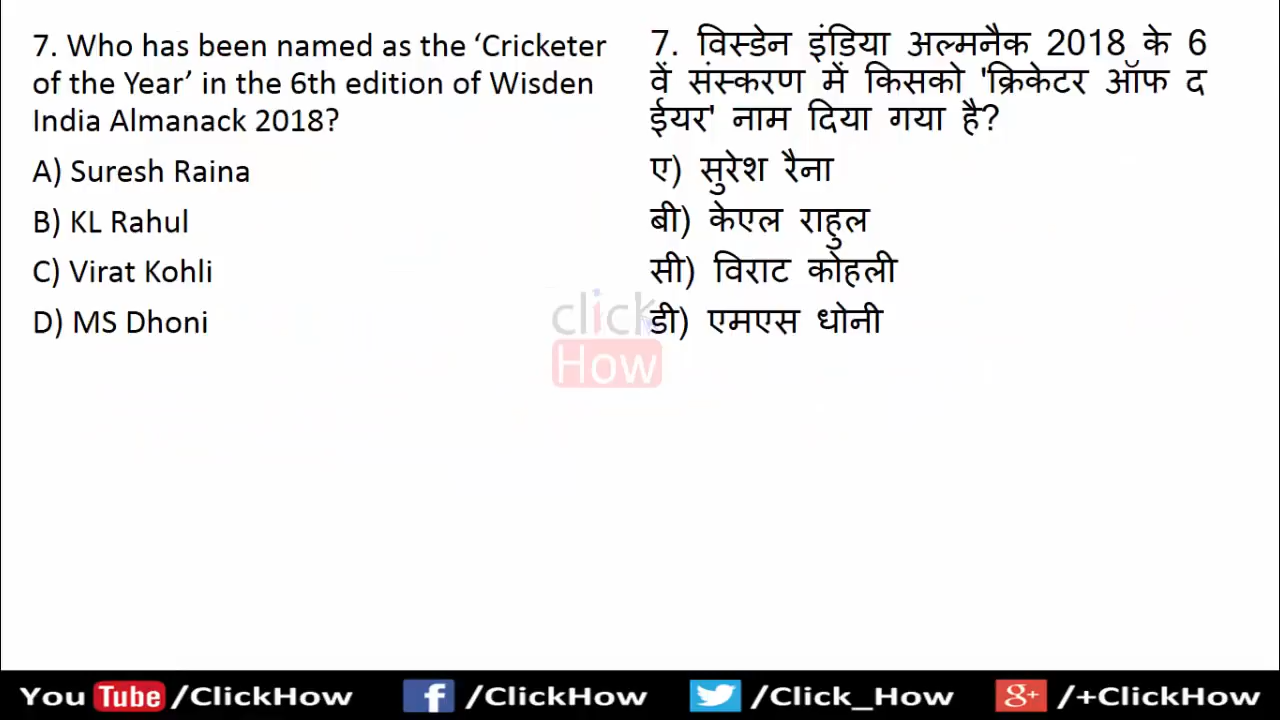 7. Who has been named as the ‘Cricketer
of the Year’ in the 6th edition of Wisden
India Almanack 2018?
A) Suresh Raina
B) KL Rahul
C) Virat Kohli
D) MS Dhoni
7. विस्डेन इंडिया अल्मनैक 2018 के 6
वें संस्करण में किसको 'क्रिकेटर ऑफ द
ईयर' नाम दिया गया है?
ए) सुरेश रैना
बी) केएल राहुल
सी) विराट कोहली
डी) एमएस धोनी
click
How
You Tube /ClickHow f /ClickHow /Click_How g+ /+ClickHow